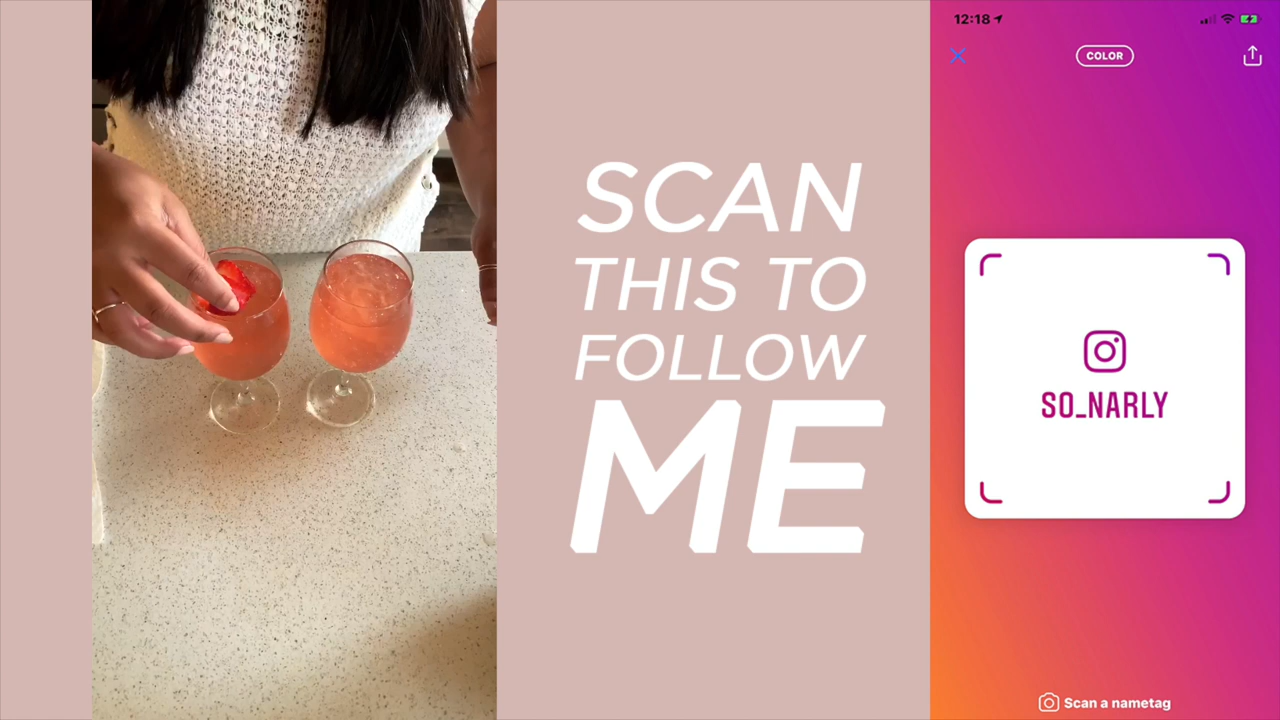 SCAN
THIS TO
FOLLOW
ME
12:18
COLOR
SO_NARLY
Scan a nametag